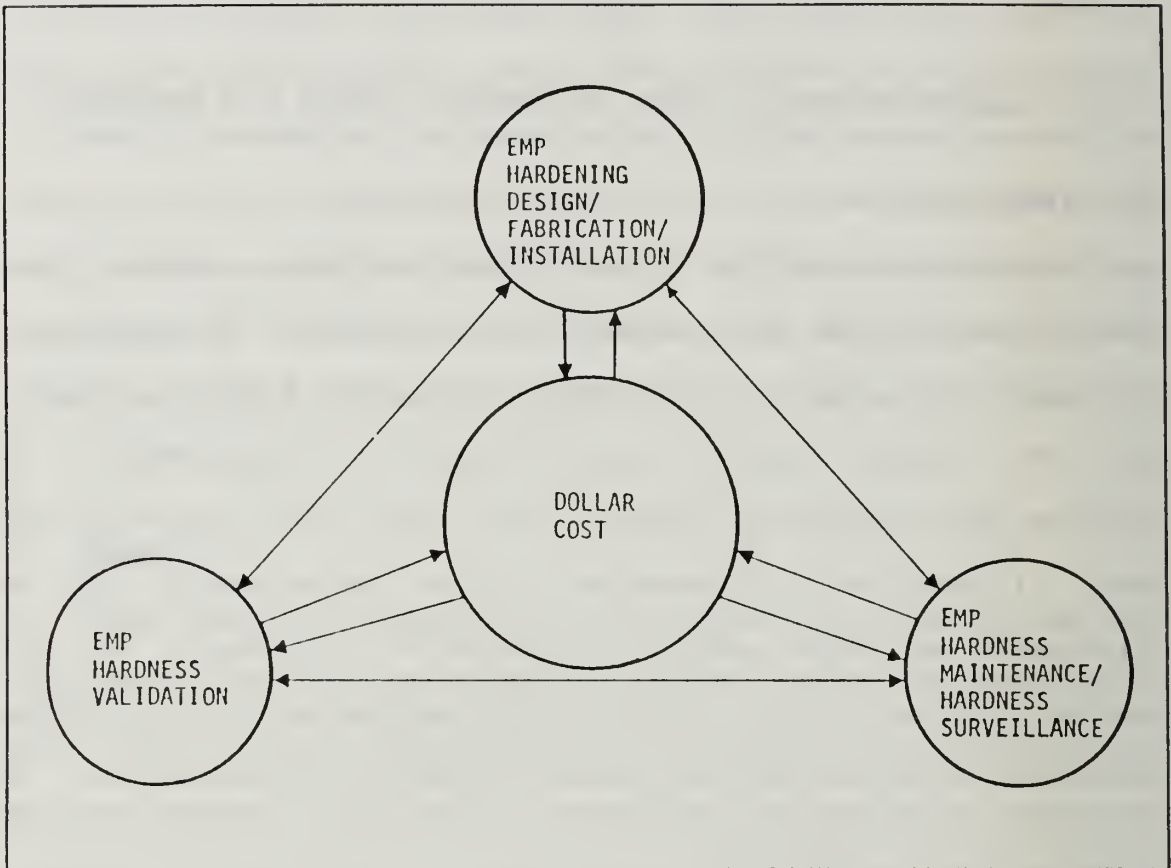 EMP
HARDENING
DESIGN/
FABRICATION/
INSTALLATION
DOLLAR
COST
EMP
HARDNESS
VALIDATION
EMP
HARDNESS
MAINTENANCE/
HARDNESS
SURVEILLANCE